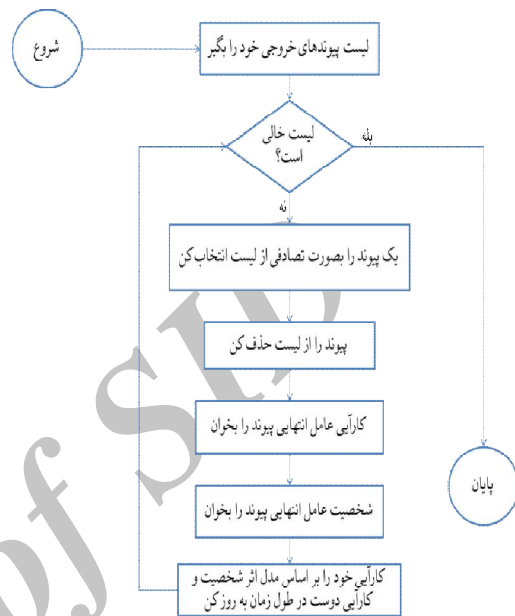 شروع
لیست پیوندهای خروجی خود را بگیر
لیست خالی
است؟
بله
نه
یک پیوند را بصورت تصادفی از لیست انتخاب کن
پیوند را از لیست حذف کن
کارآیی عامل انتهایی پیوند را بخوان
شخصیت عامل انتهایی پیوند را بخوان
پایان
کارآیی خود را بر اساس مدل اثر شخصیت و
کارآیی دوست در طول زمان به روز کن
of SID